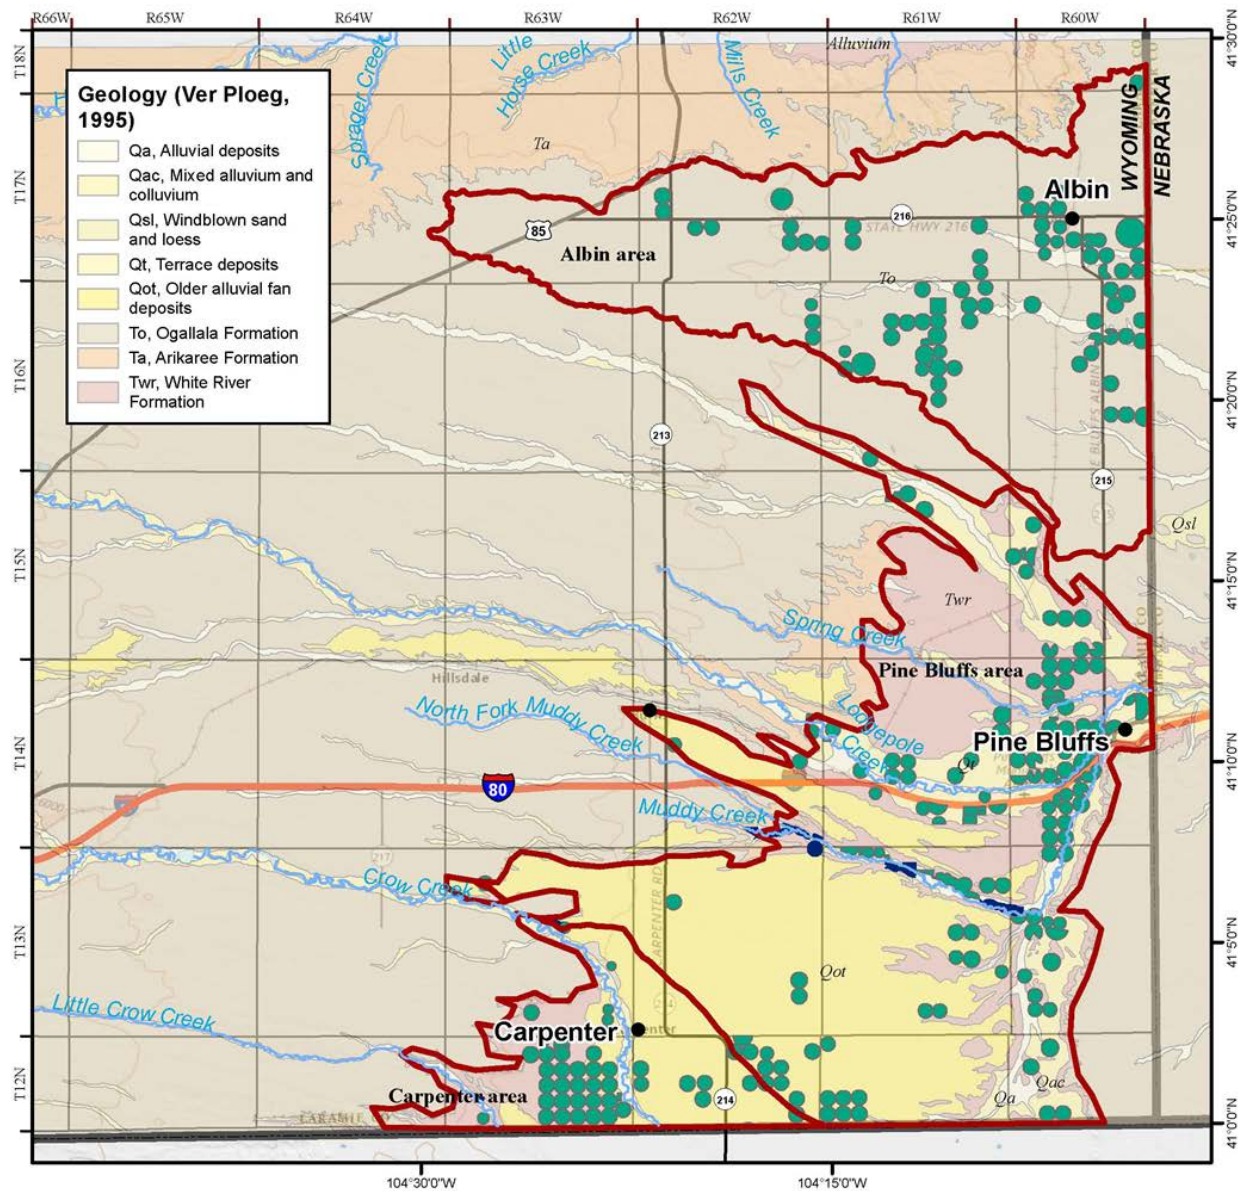 R66W R65W R64W R63W R62W R61W R60W
T18N
T17N
T16N
T15N
T14N
T13N
T12N
41°30'0"N
41°25'0"N
41°20'0"N
41°15'0"N
41°10'0"N
41°5'0"N
41°0'0"N
104°30'0"W 104°15'0"W
Geology (Ver Ploeg,
1995)
Qa, Alluvial deposits
Qac, Mixed alluvium and
colluvium
Qsl, Windblown sand
and loess
Qt, Terrace deposits
Qot, Older alluvial fan
deposits
To, Ogallala Formation
Ta, Arikaree Formation
Twr, White River
Formation
Sprager Creek
Little
Horse Creek
Mills Creek
Alluvium
Ta
WYOMING
NEBRASKA
Albin
216
STATE HWY 216
85
Albin area
To
213
215
Qsl
Twr
Spring Creek
Pine Bluffs area
Hillsdale
North Fork Muddy Creek
Lodgepole
Creek
Pine Bluffs
Qt
80
Muddy Creek
217
Crow Creek
Qot
Little Crow Creek
Carpenter
214
Carpenter area
Qac
Qa
214